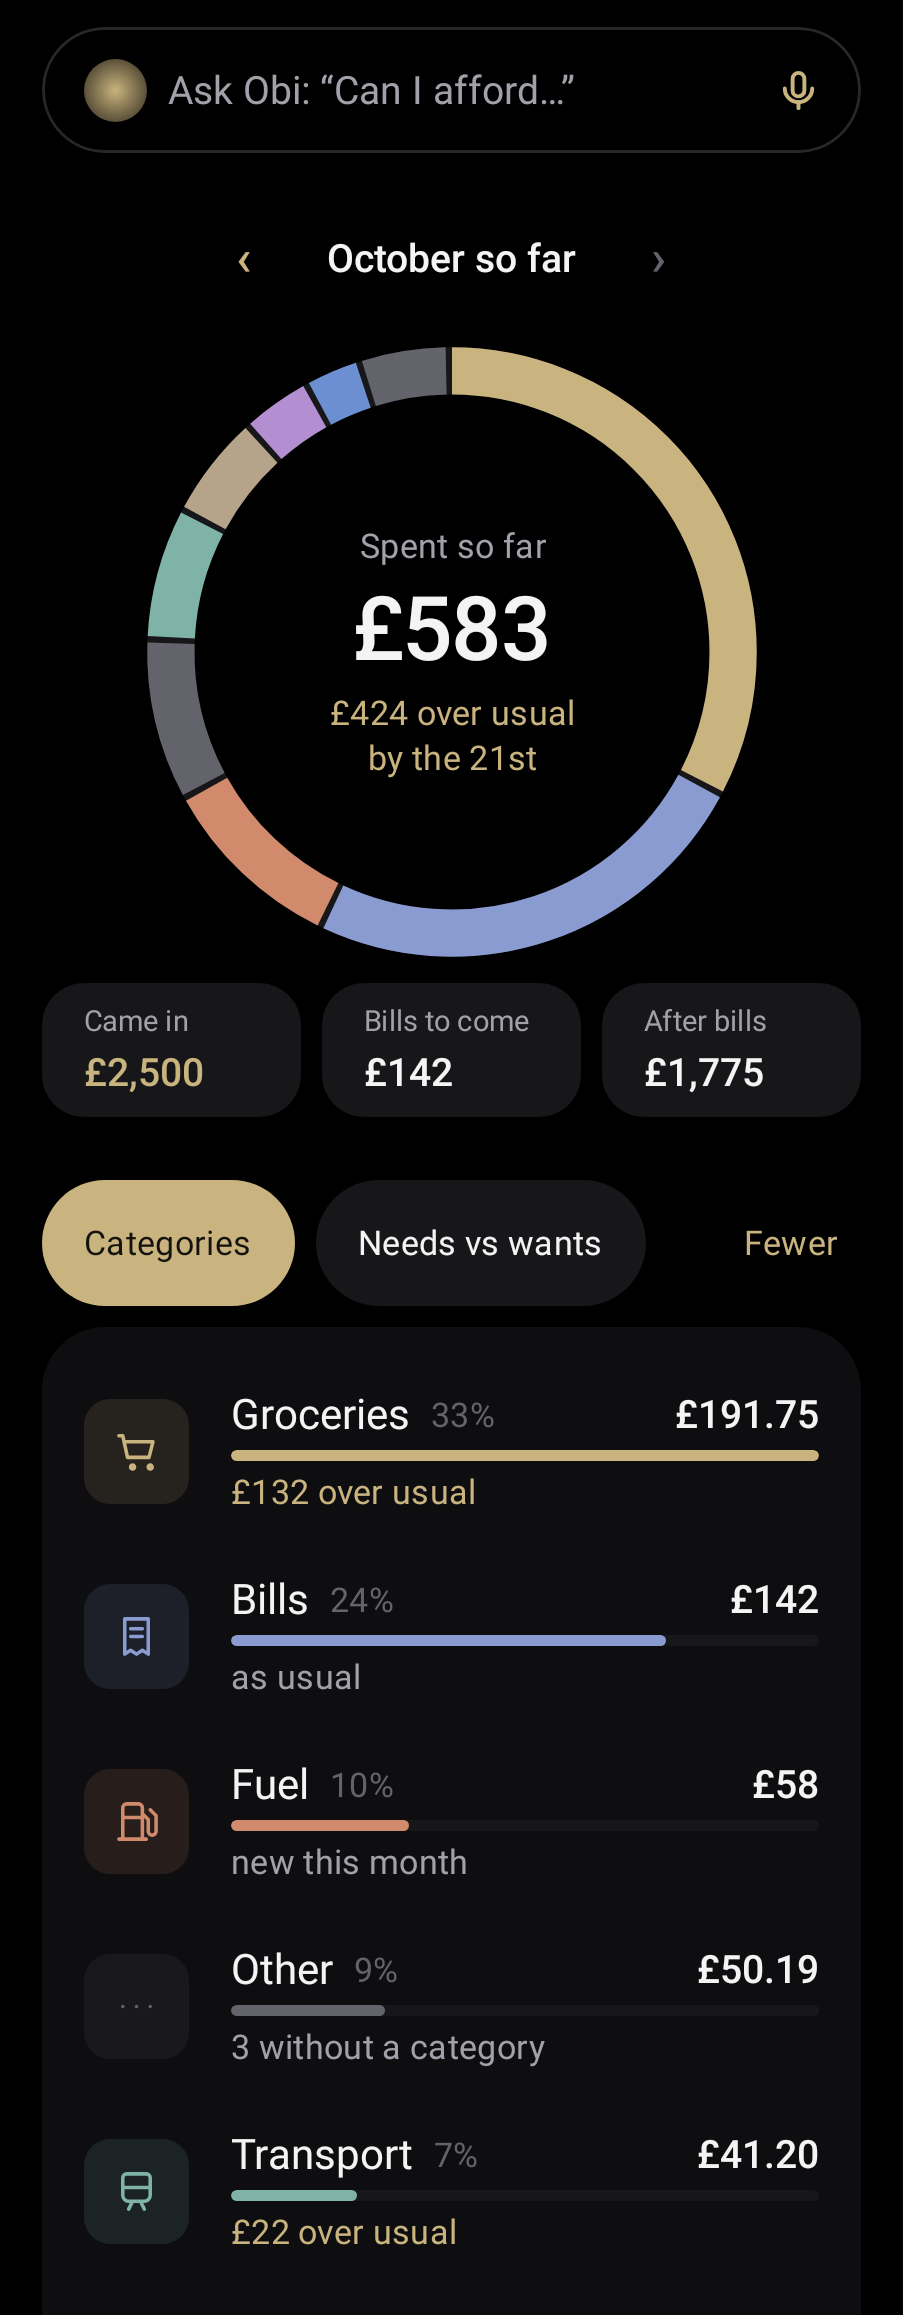 Ask Obi: “Can I afford...”
‹ October so far ›
Spent so far
£583
£424 over usual
by the 21st
Came in
£2,500
Bills to come
£142
After bills
£1,775
Categories
Needs vs wants
Fewer
Groceries 33% £191.75
£132 over usual
Bills 24% £142
as usual
Fuel 10% £58
new this month
Other 9% £50.19
3 without a category
Transport 7% £41.20
£22 over usual